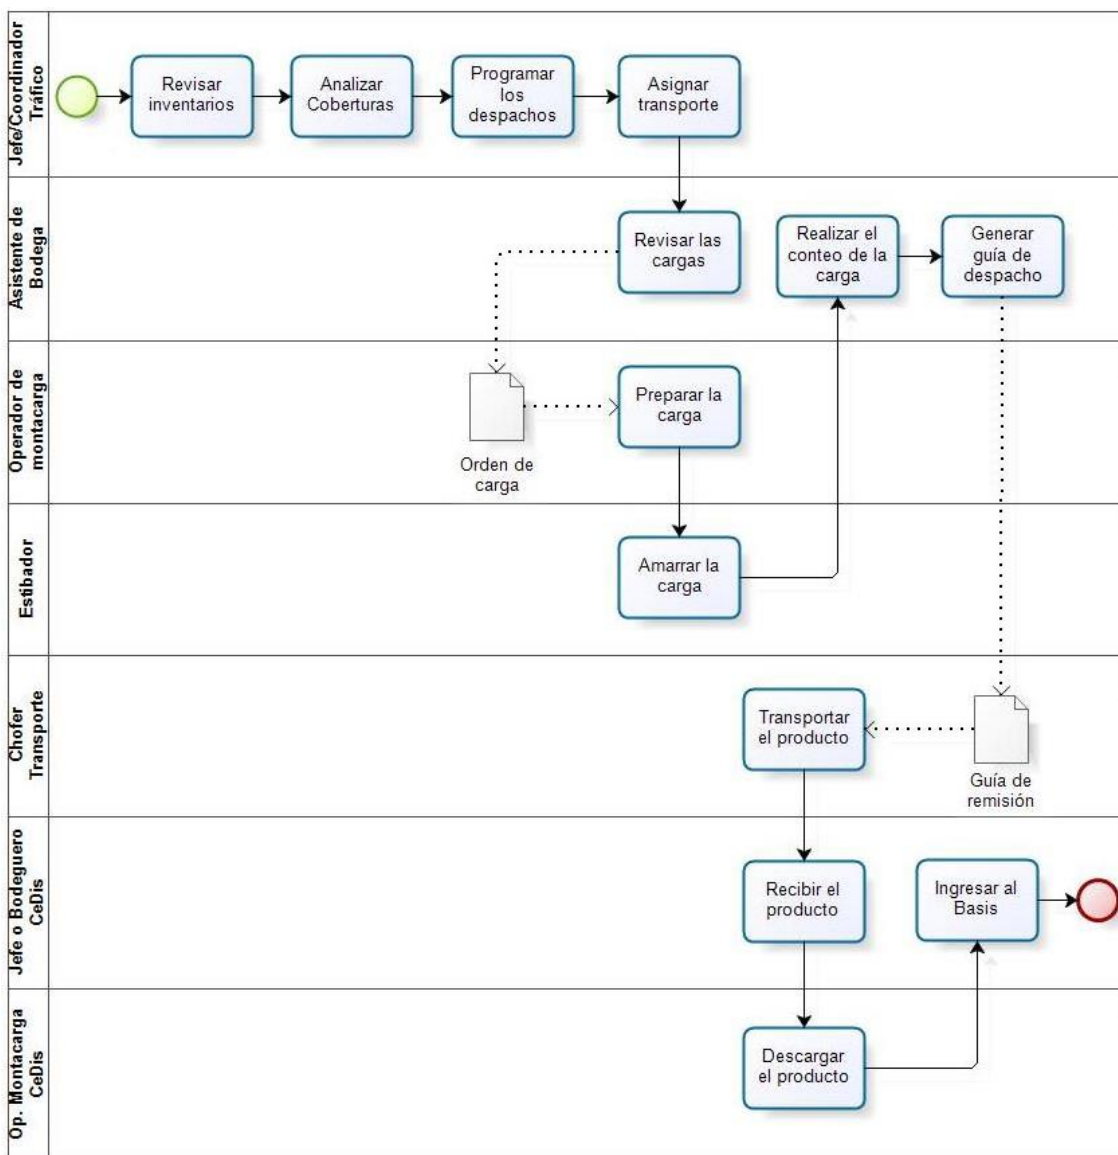 Jefe/Coordinador
Tráfico
Revisar
inventarios
Analizar
Coberturas
Programar
los
despachos
Asignar
transporte
Asistente de
Bodega
Revisar las
cargas
Realizar el
conteo de la
carga
Generar
guía de
despacho
Operador de
montacarga
Orden de
carga
Preparar la
carga
Estibador
Amarrar la
carga
Chofer
Transporte
Transportar
el producto
Guía de
remisión
Jefe o Bodeguero
CeDis
Recibir el
producto
Ingresar al
Basis
Op. Montacarga
CeDis
Descargar
el producto